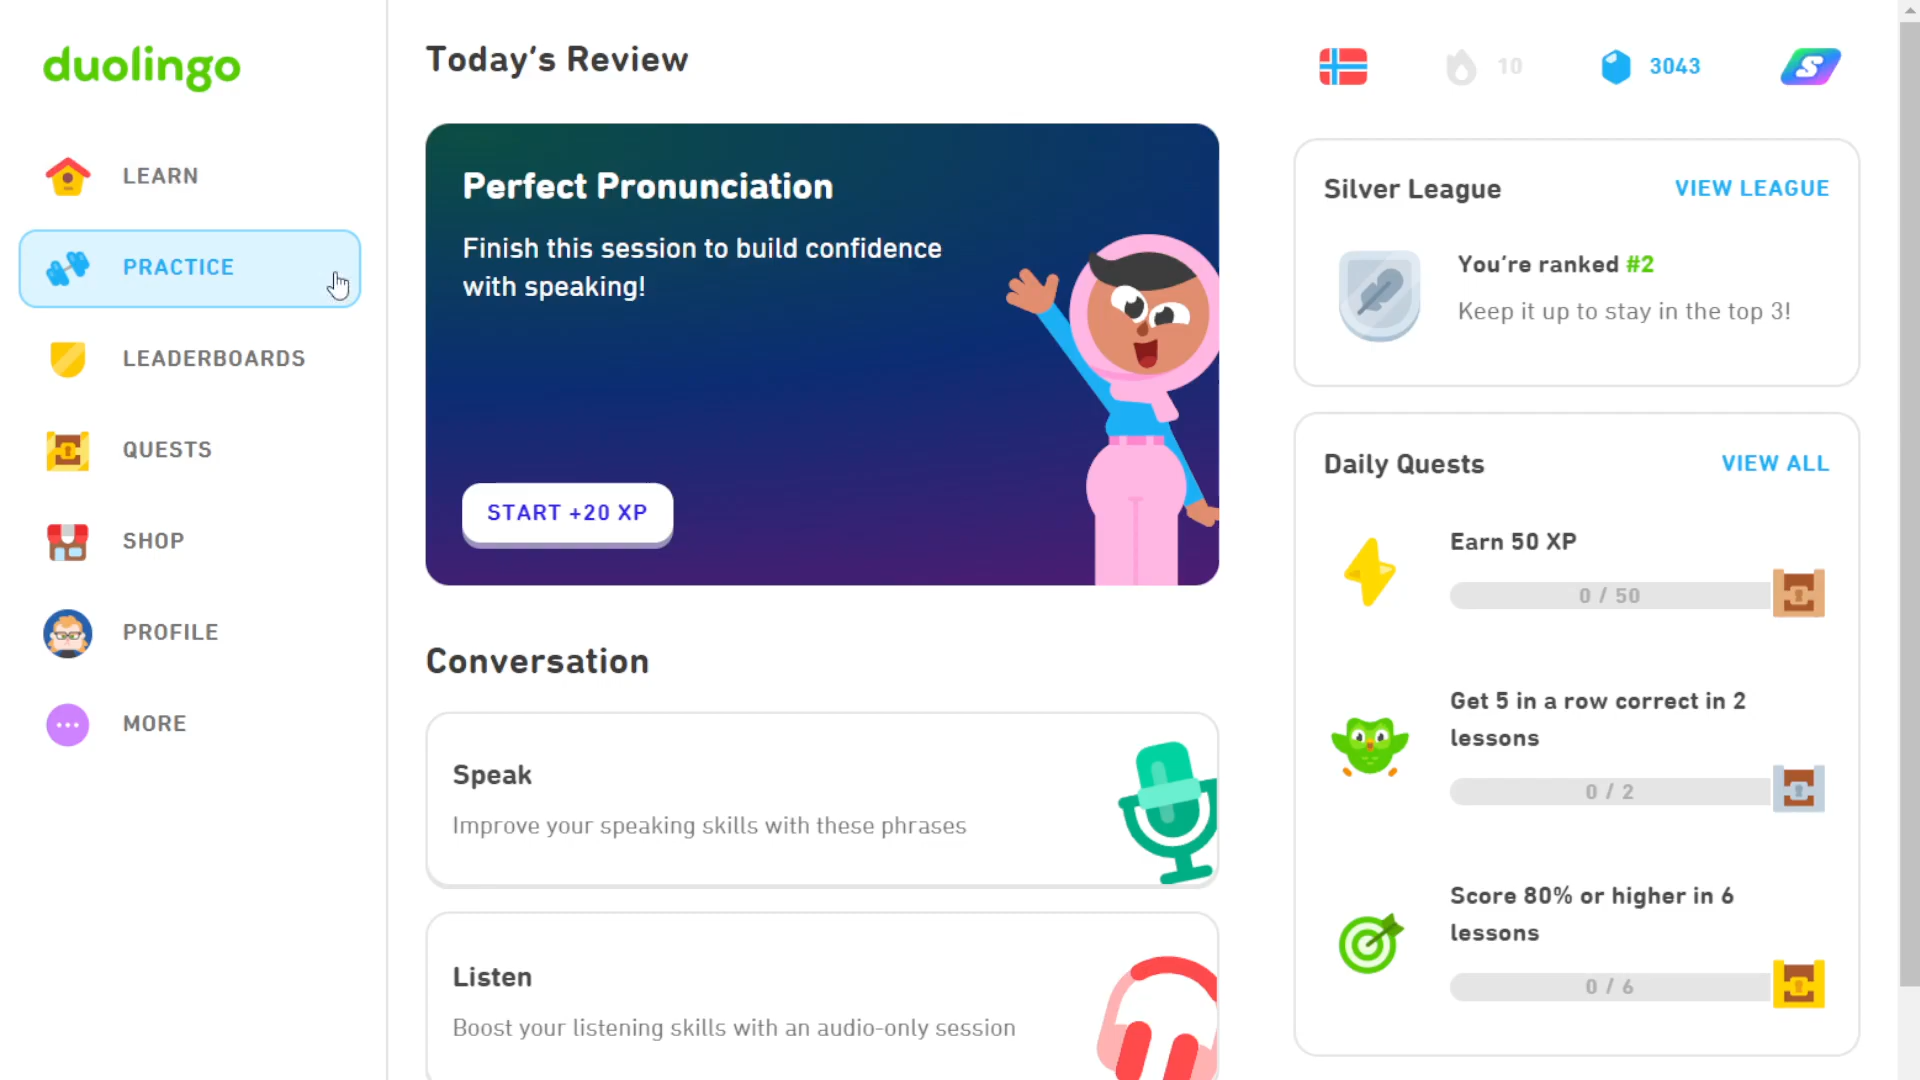 duolingo
LEARN
PRACTICE
LEADERBOARDS
QUESTS
SHOP
PROFILE
MORE
Today's Review
Perfect Pronunciation
Finish this session to build confidence
with speaking!
START +20 XP
Conversation
Speak
Improve your speaking skills with these phrases
Listen
Boost your listening skills with an audio-only session
10
3043
S
Silver League
VIEW LEAGUE
You're ranked #2
Keep it up to stay in the top 3!
Daily Quests
VIEW ALL
Earn 50 XP
0 / 50
Get 5 in a row correct in 2
lessons
0 / 2
Score 80% or higher in 6
lessons
0 / 6